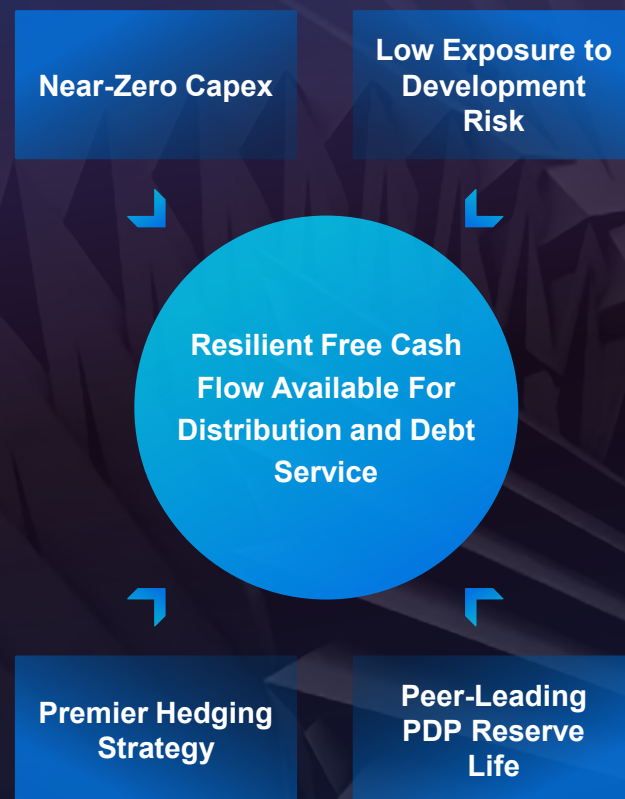 Near-Zero Capex
Low Exposure to
Development
Risk
Resilient Free Cash
Flow Available For
Distribution and Debt
Service
Premier Hedging
Strategy
Peer-Leading
PDP Reserve
Life